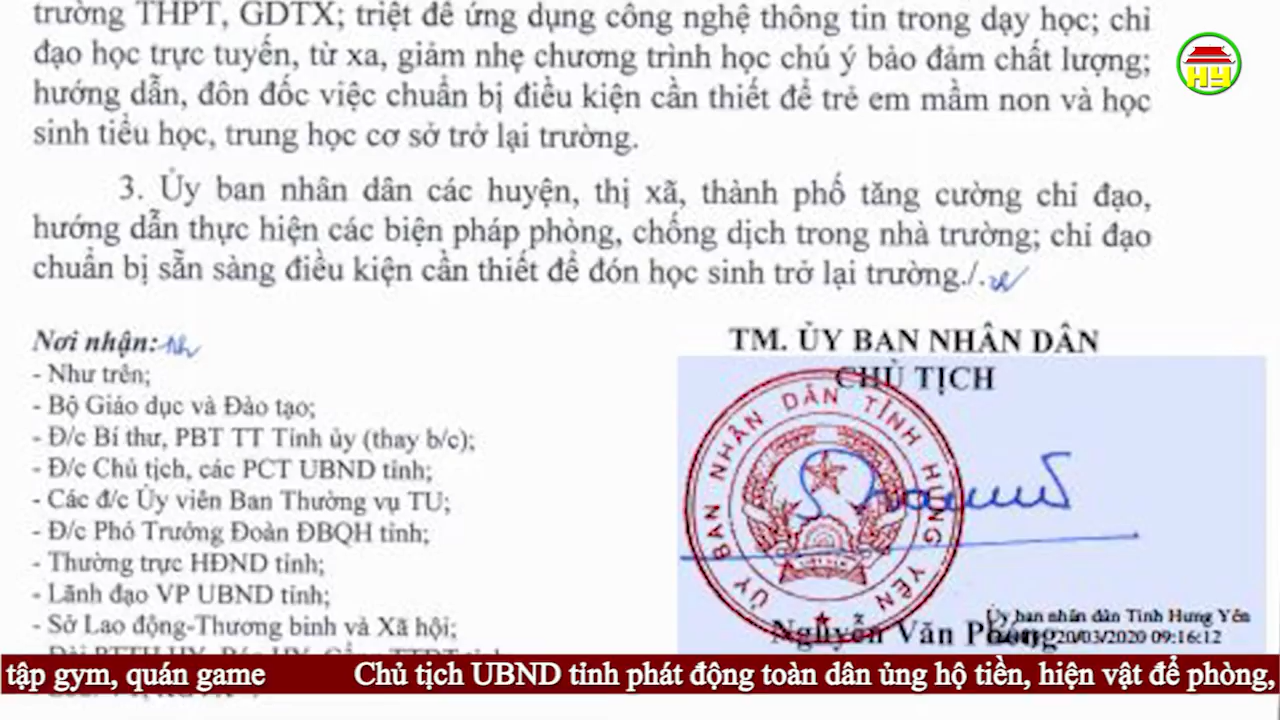 trường THPT, GDTX; triệt để ứng dụng công nghệ thông tin trong dạy học; chỉ
đạo học trực tuyến, từ xa, giảm nhẹ chương trình học chú ý bảo đảm chất lượng;
hướng dẫn, đôn đốc việc chuẩn bị điều kiện cần thiết để trẻ em mầm non và học
sinh tiểu học, trung học cơ sở trở lại trường.
3. Ủy ban nhân dân các huyện, thị xã, thành phố tăng cường chỉ đạo,
hướng dẫn thực hiện các biện pháp phòng, chống dịch trong nhà trường; chỉ đạo
chuẩn bị sẵn sàng điều kiện cần thiết để đón học sinh trở lại trường./.
Nơi nhận:
- Như trên;
- Bộ Giáo dục và Đào tạo;
- Đ/c Bí thư, PBT TT Tỉnh ủy (thay b/c);
- Đ/c Chủ tịch, các PCT UBND tỉnh;
- Các đ/c Ủy viên Ban Thường vụ TU;
- Đ/c Phó Trưởng Đoàn ĐBQH tỉnh;
- Thường trực HĐND tỉnh;
- Lãnh đạo VP UBND tỉnh;
- Sở Lao động-Thương binh và Xã hội;
TM. ỦY BAN NHÂN DÂN
CHỦ TỊCH
ỦY BAN NHÂN DÂN TỈNH HƯNG YÊN
VIỆT NAM
Ủy ban nhân dân Tỉnh Hưng Yên
20/03/2020 09:16:12
Nguyễn Văn Phóng
HY
tập gym, quán game Chủ tịch UBND tỉnh phát động toàn dân ủng hộ tiền, hiện vật để phòng,